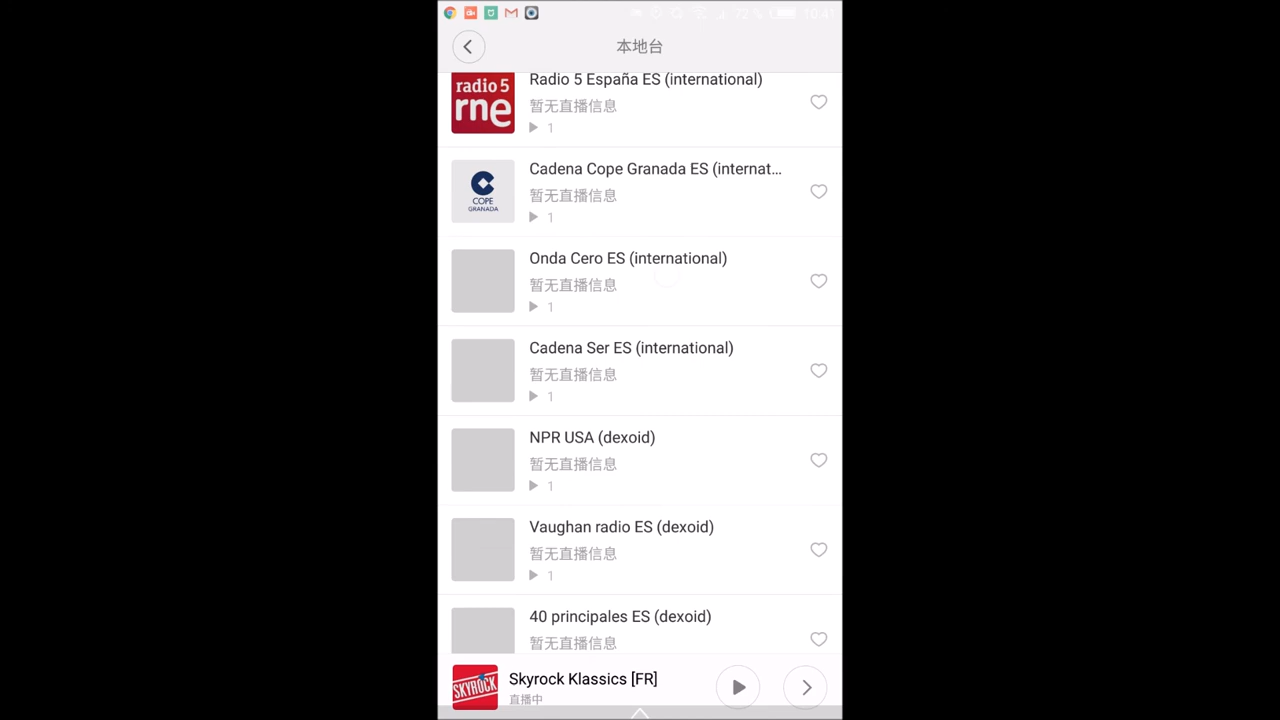 72 %
10:41
本地台
radio 5
rne
Radio 5 España ES (international)
暂无直播信息
1
COPE
GRANADA
Cadena Cope Granada ES (internat...
暂无直播信息
1
Onda Cero ES (international)
暂无直播信息
1
Cadena Ser ES (international)
暂无直播信息
1
NPR USA (dexoid)
暂无直播信息
1
Vaughan radio ES (dexoid)
暂无直播信息
1
40 principales ES (dexoid)
暂无直播信息
SKYROCK
Skyrock Klassics [FR]
直播中